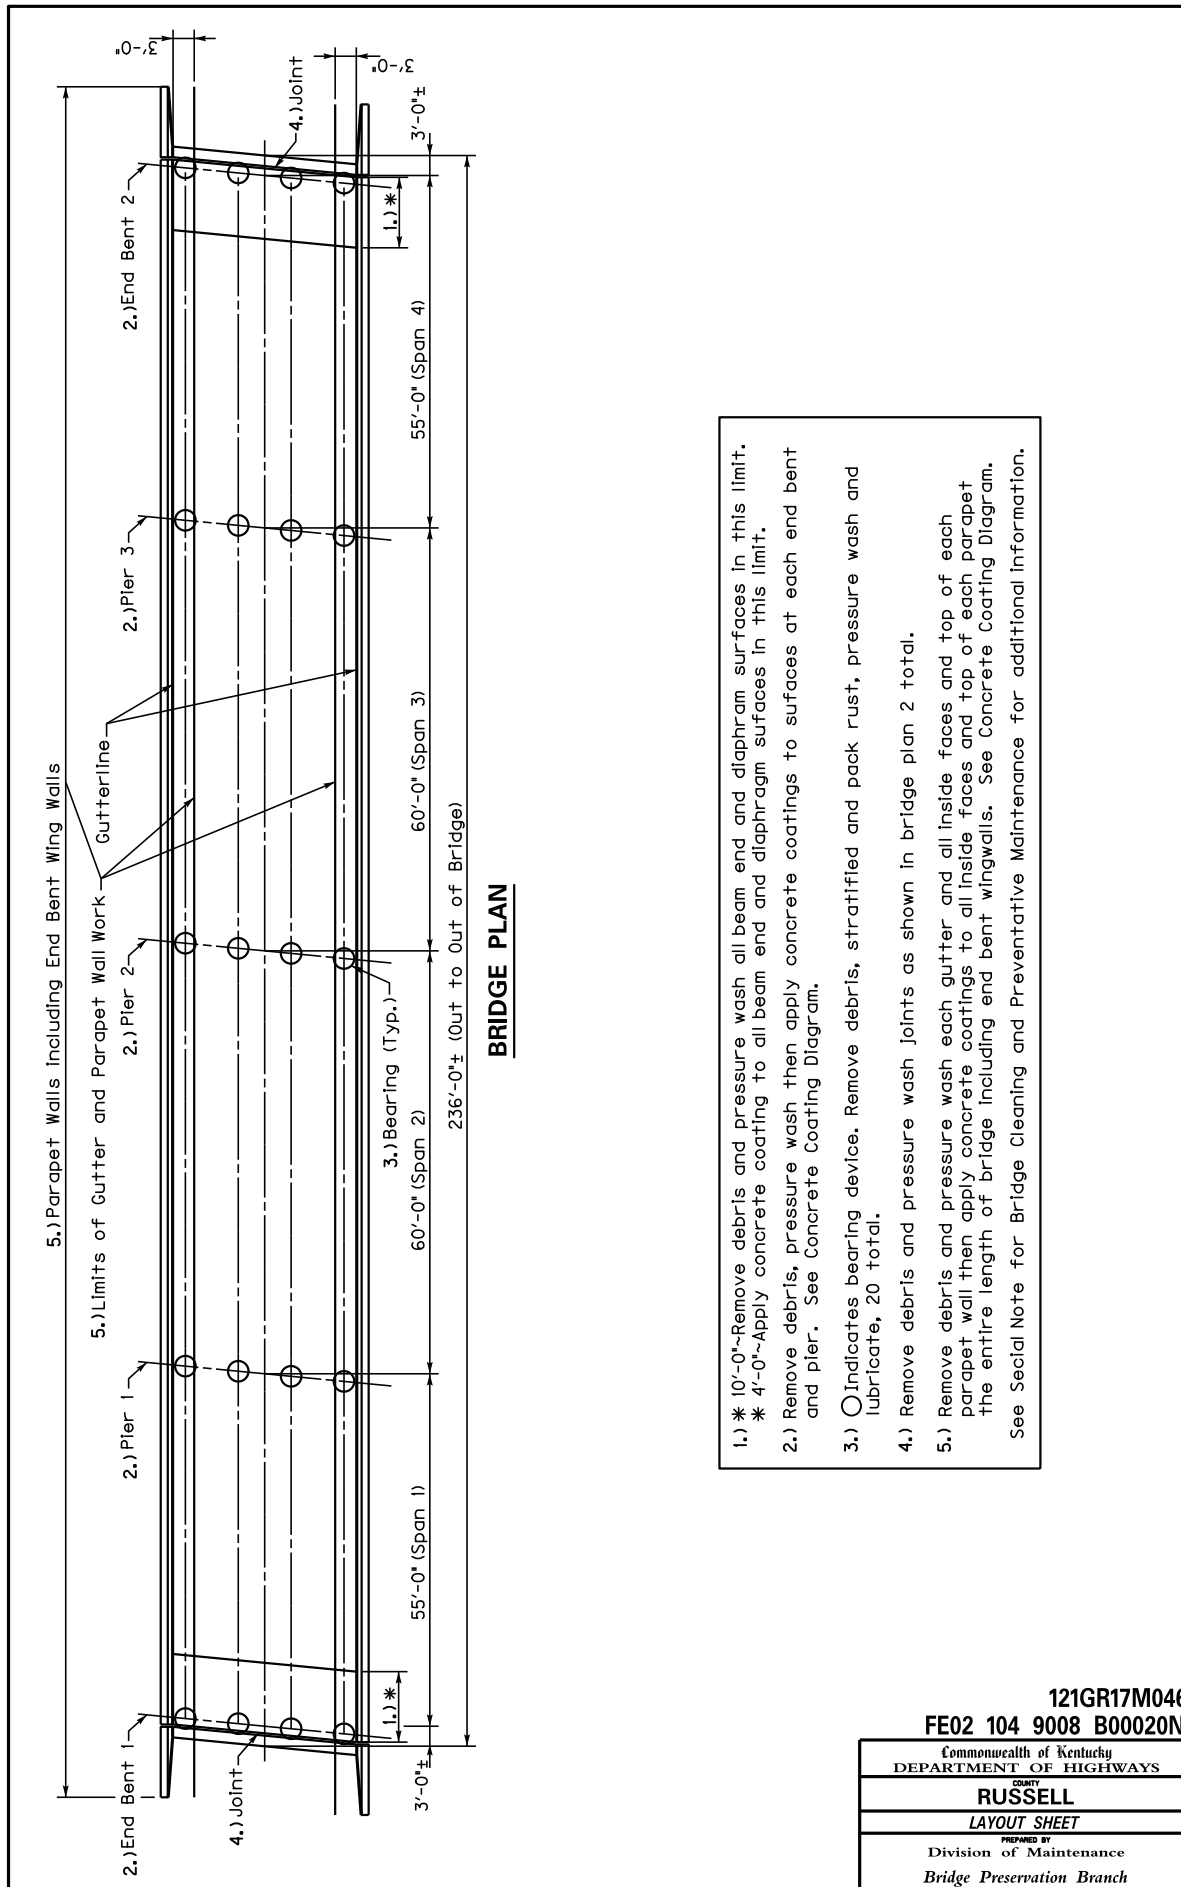 5.) Parapet Walls including End Bent Wing Walls
5.) Limits of Gutter and Parapet Wall Work
Gutterline
2.) End Bent 1
2.) Pier 1
2.) Pier 2
2.) Pier 3
2.) End Bent 2
3'-0"
3'-0"
4.) Joint
4.) Joint
1.) *
1.) *
3.) Bearing (Typ.)
3'-0"±
55'-0" (Span 1)
60'-0" (Span 2)
60'-0" (Span 3)
55'-0" (Span 4)
3'-0"±
236'-0"± (Out to Out of Bridge)
BRIDGE PLAN
1.) * 10'-0"~Remove debris and pressure wash all beam end and diaphram surfaces in this limit.
* 4'-0"~Apply concrete coating to all beam end and diaphragm sufaces in this limit.
2.) Remove debris, pressure wash then apply concrete coatings to sufaces at each end bent
and pier. See Concrete Coating Diagram.
3.) ○ Indicates bearing device. Remove debris, stratified and pack rust, pressure wash and
lubricate, 20 total.
4.) Remove debris and pressure wash joints as shown in bridge plan 2 total.
5.) Remove debris and pressure wash each gutter and all inside faces and top of each
parapet wall then apply concrete coatings to all inside faces and top of each parapet
the entire length of bridge including end bent wingwalls. See Concrete Coating Diagram.
See Secial Note for Bridge Cleaning and Preventative Maintenance for additional information.
121GR17M046
FE02 104 9008 B00020N
Commonwealth of Kentucky
DEPARTMENT OF HIGHWAYS
COUNTY
RUSSELL
LAYOUT SHEET
PREPARED BY
Division of Maintenance
Bridge Preservation Branch